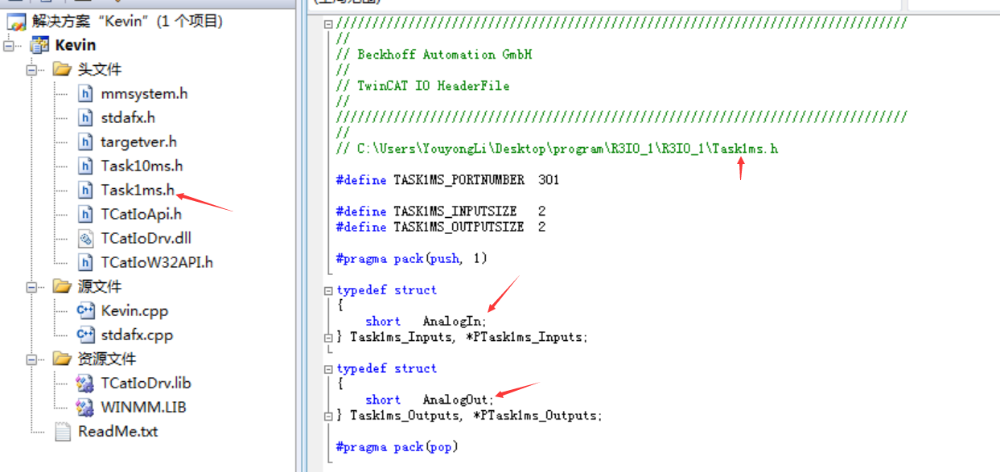 解决方案 “Kevin” (1 个项目)
Kevin
头文件
mmsystem.h
stdafx.h
targetver.h
Task10ms.h
Task1ms.h
TCatIoApi.h
TCatIoDrv.dll
TCatIoW32API.h
源文件
Kevin.cpp
stdafx.cpp
资源文件
TCatIoDrv.lib
WINMM.LIB
ReadMe.txt
(全局范围)
///////////////////////////////////////////////////////////////////////////////
//
// Beckhoff Automation GmbH
//
// TwinCAT IO HeaderFile
//
///////////////////////////////////////////////////////////////////////////////
//
// C:\Users\YouyongLi\Desktop\program\R3IO_1\R3IO_1\Task1ms.h
#define TASK1MS_PORTNUMBER 301
#define TASK1MS_INPUTSIZE 2
#define TASK1MS_OUTPUTSIZE 2
#pragma pack(push, 1)
typedef struct
{
short AnalogIn;
} Task1ms_Inputs, *PTask1ms_Inputs;
typedef struct
{
short AnalogOut;
} Task1ms_Outputs, *PTask1ms_Outputs;
#pragma pack(pop)